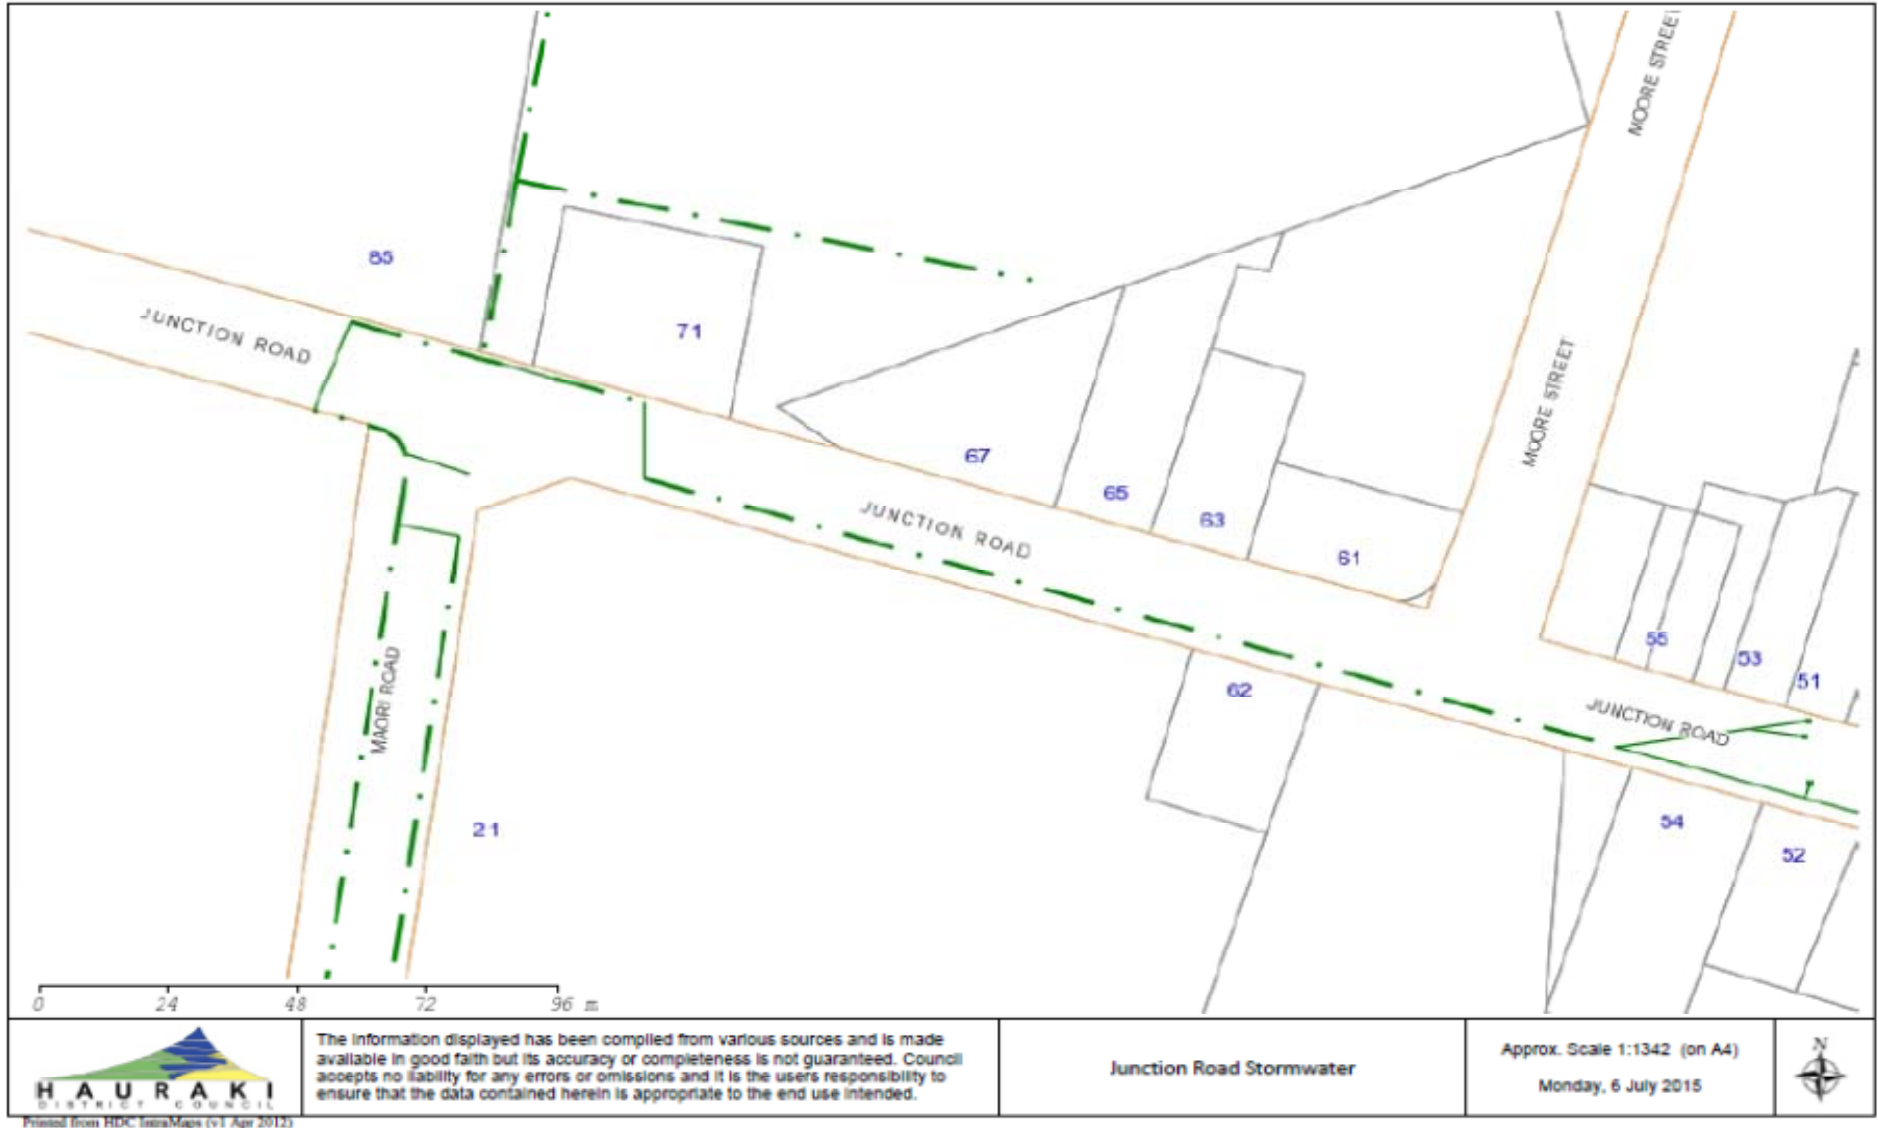 NOORE STREET
85
JUNCTION ROAD
71
MOORE STREET
67
65
JUNCTION ROAD
63
61
55
MAORI ROAD
53
62
51
JUNCTION ROAD
21
54
52
0 24 48 72 96 m
The information displayed has been compiled from various sources and is made
available in good faith but its accuracy or completeness is not guaranteed. Council
accepts no liability for any errors or omissions and it is the users responsibility to
ensure that the data contained herein is appropriate to the end use intended.
Junction Road Stormwater
Approx. Scale 1:1342 (on A4)
Monday, 6 July 2015
N
HAURAKI
DISTRICT COUNCIL
Printed from HDC IntraMaps (v1 Apr 2012)